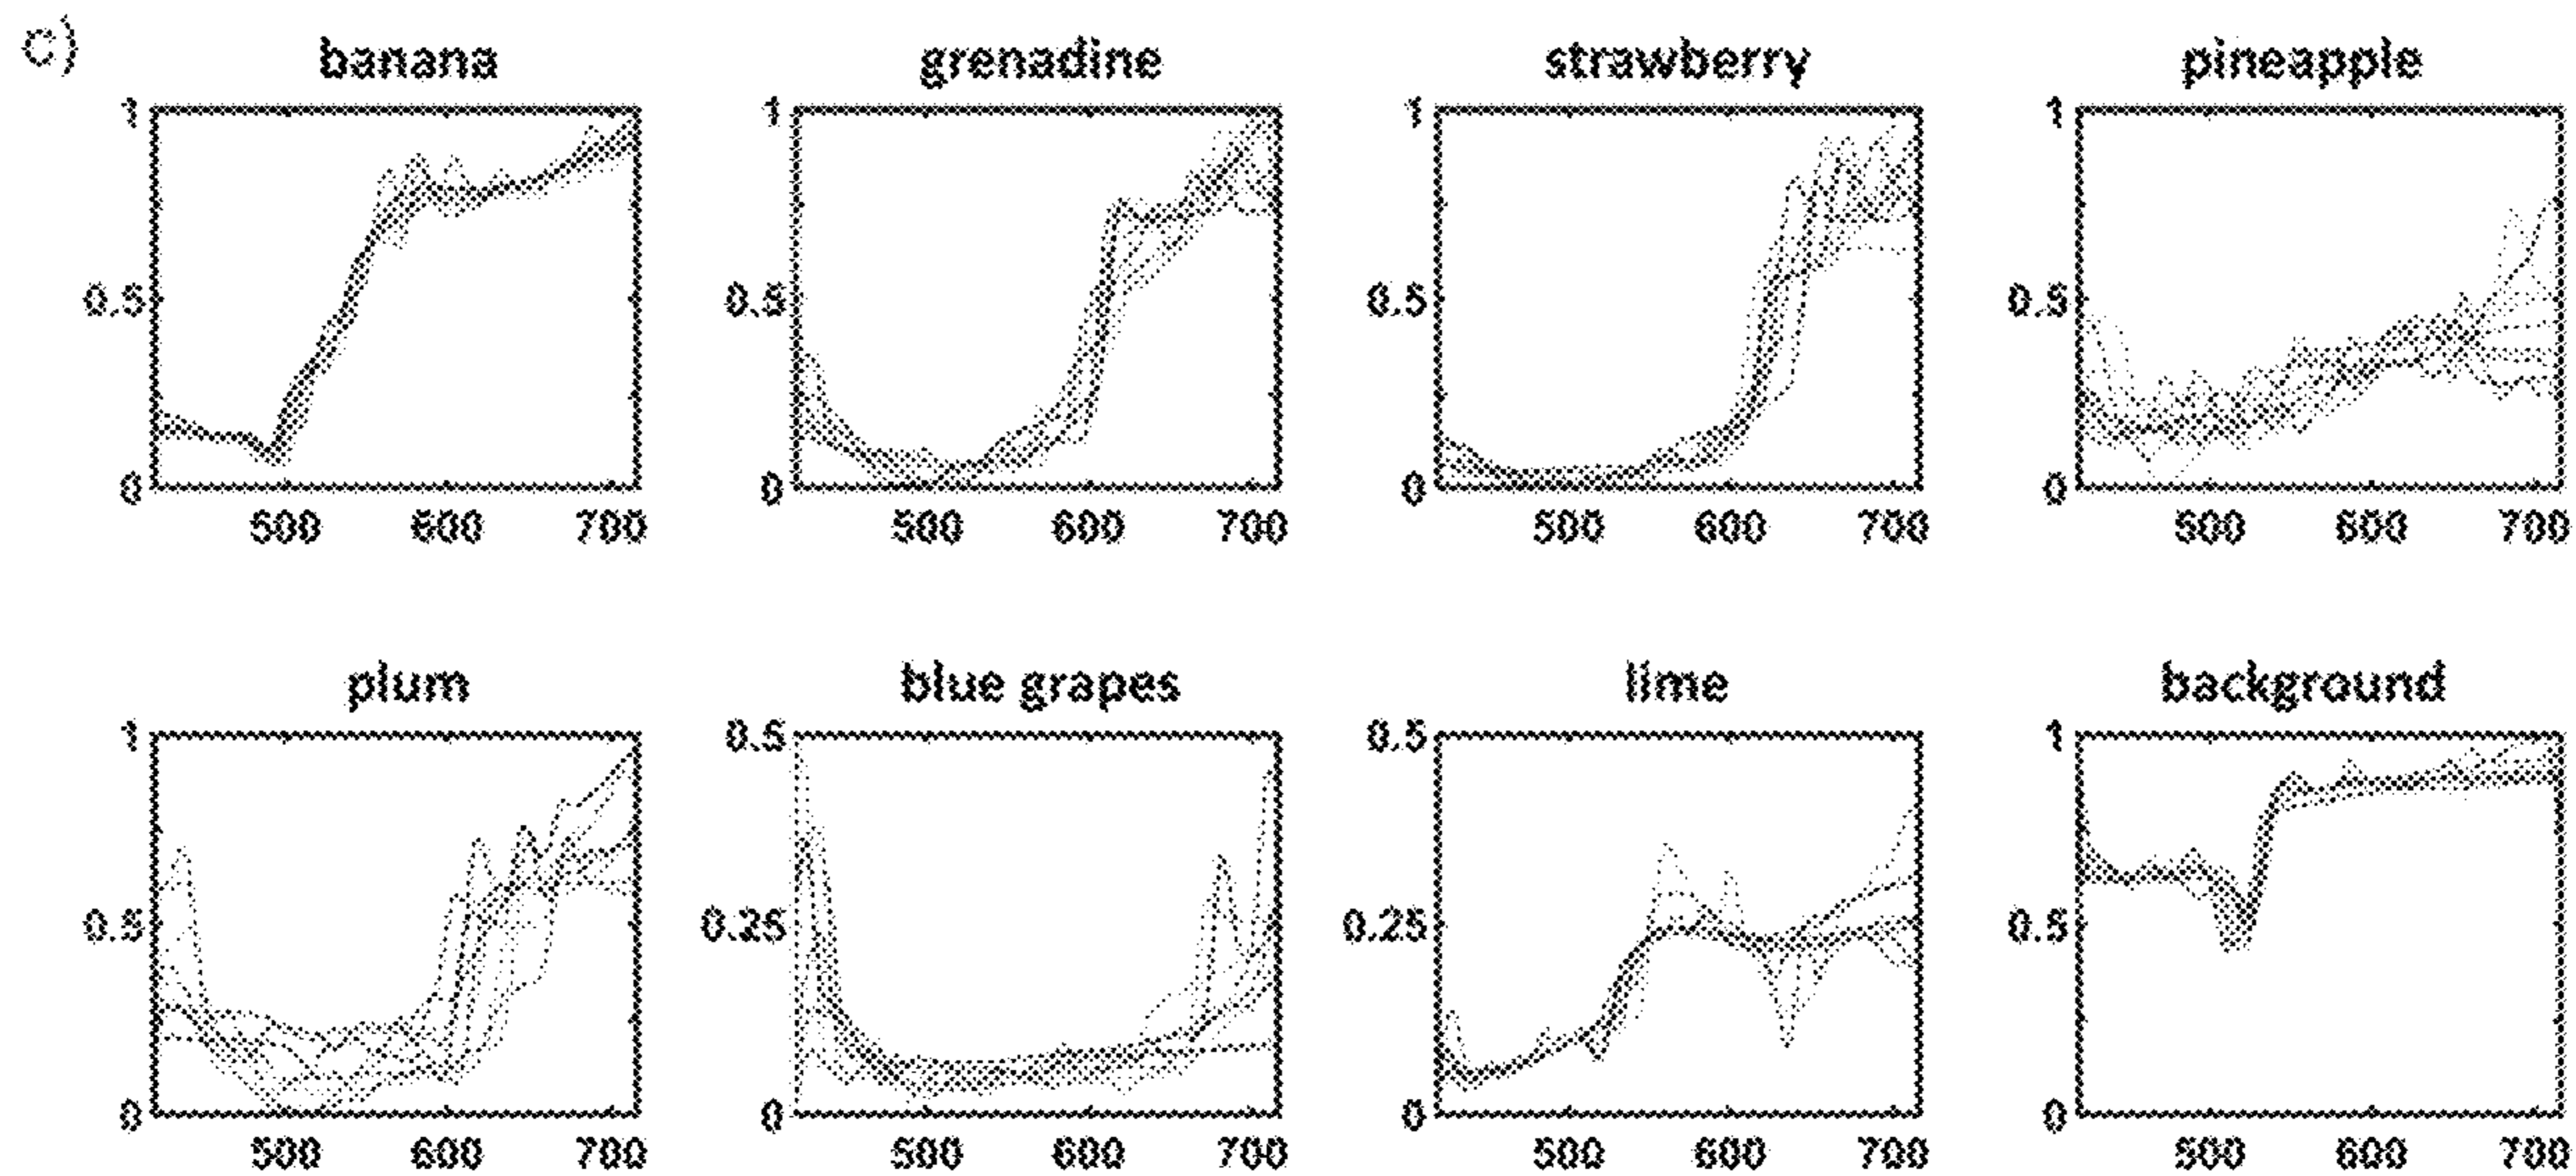 c)
banana grenadine strawberry pineapple
1 1 1 1
0.5 0.5 0.5 0.5
0 0 0 0
500 600 700 500 600 700 500 600 700 500 600 700
plum blue grapes lime background
1 0.5 0.5 1
0.5 0.25 0.25 0.5
0 0 0 0
500 600 700 500 600 700 500 600 700 500 600 700